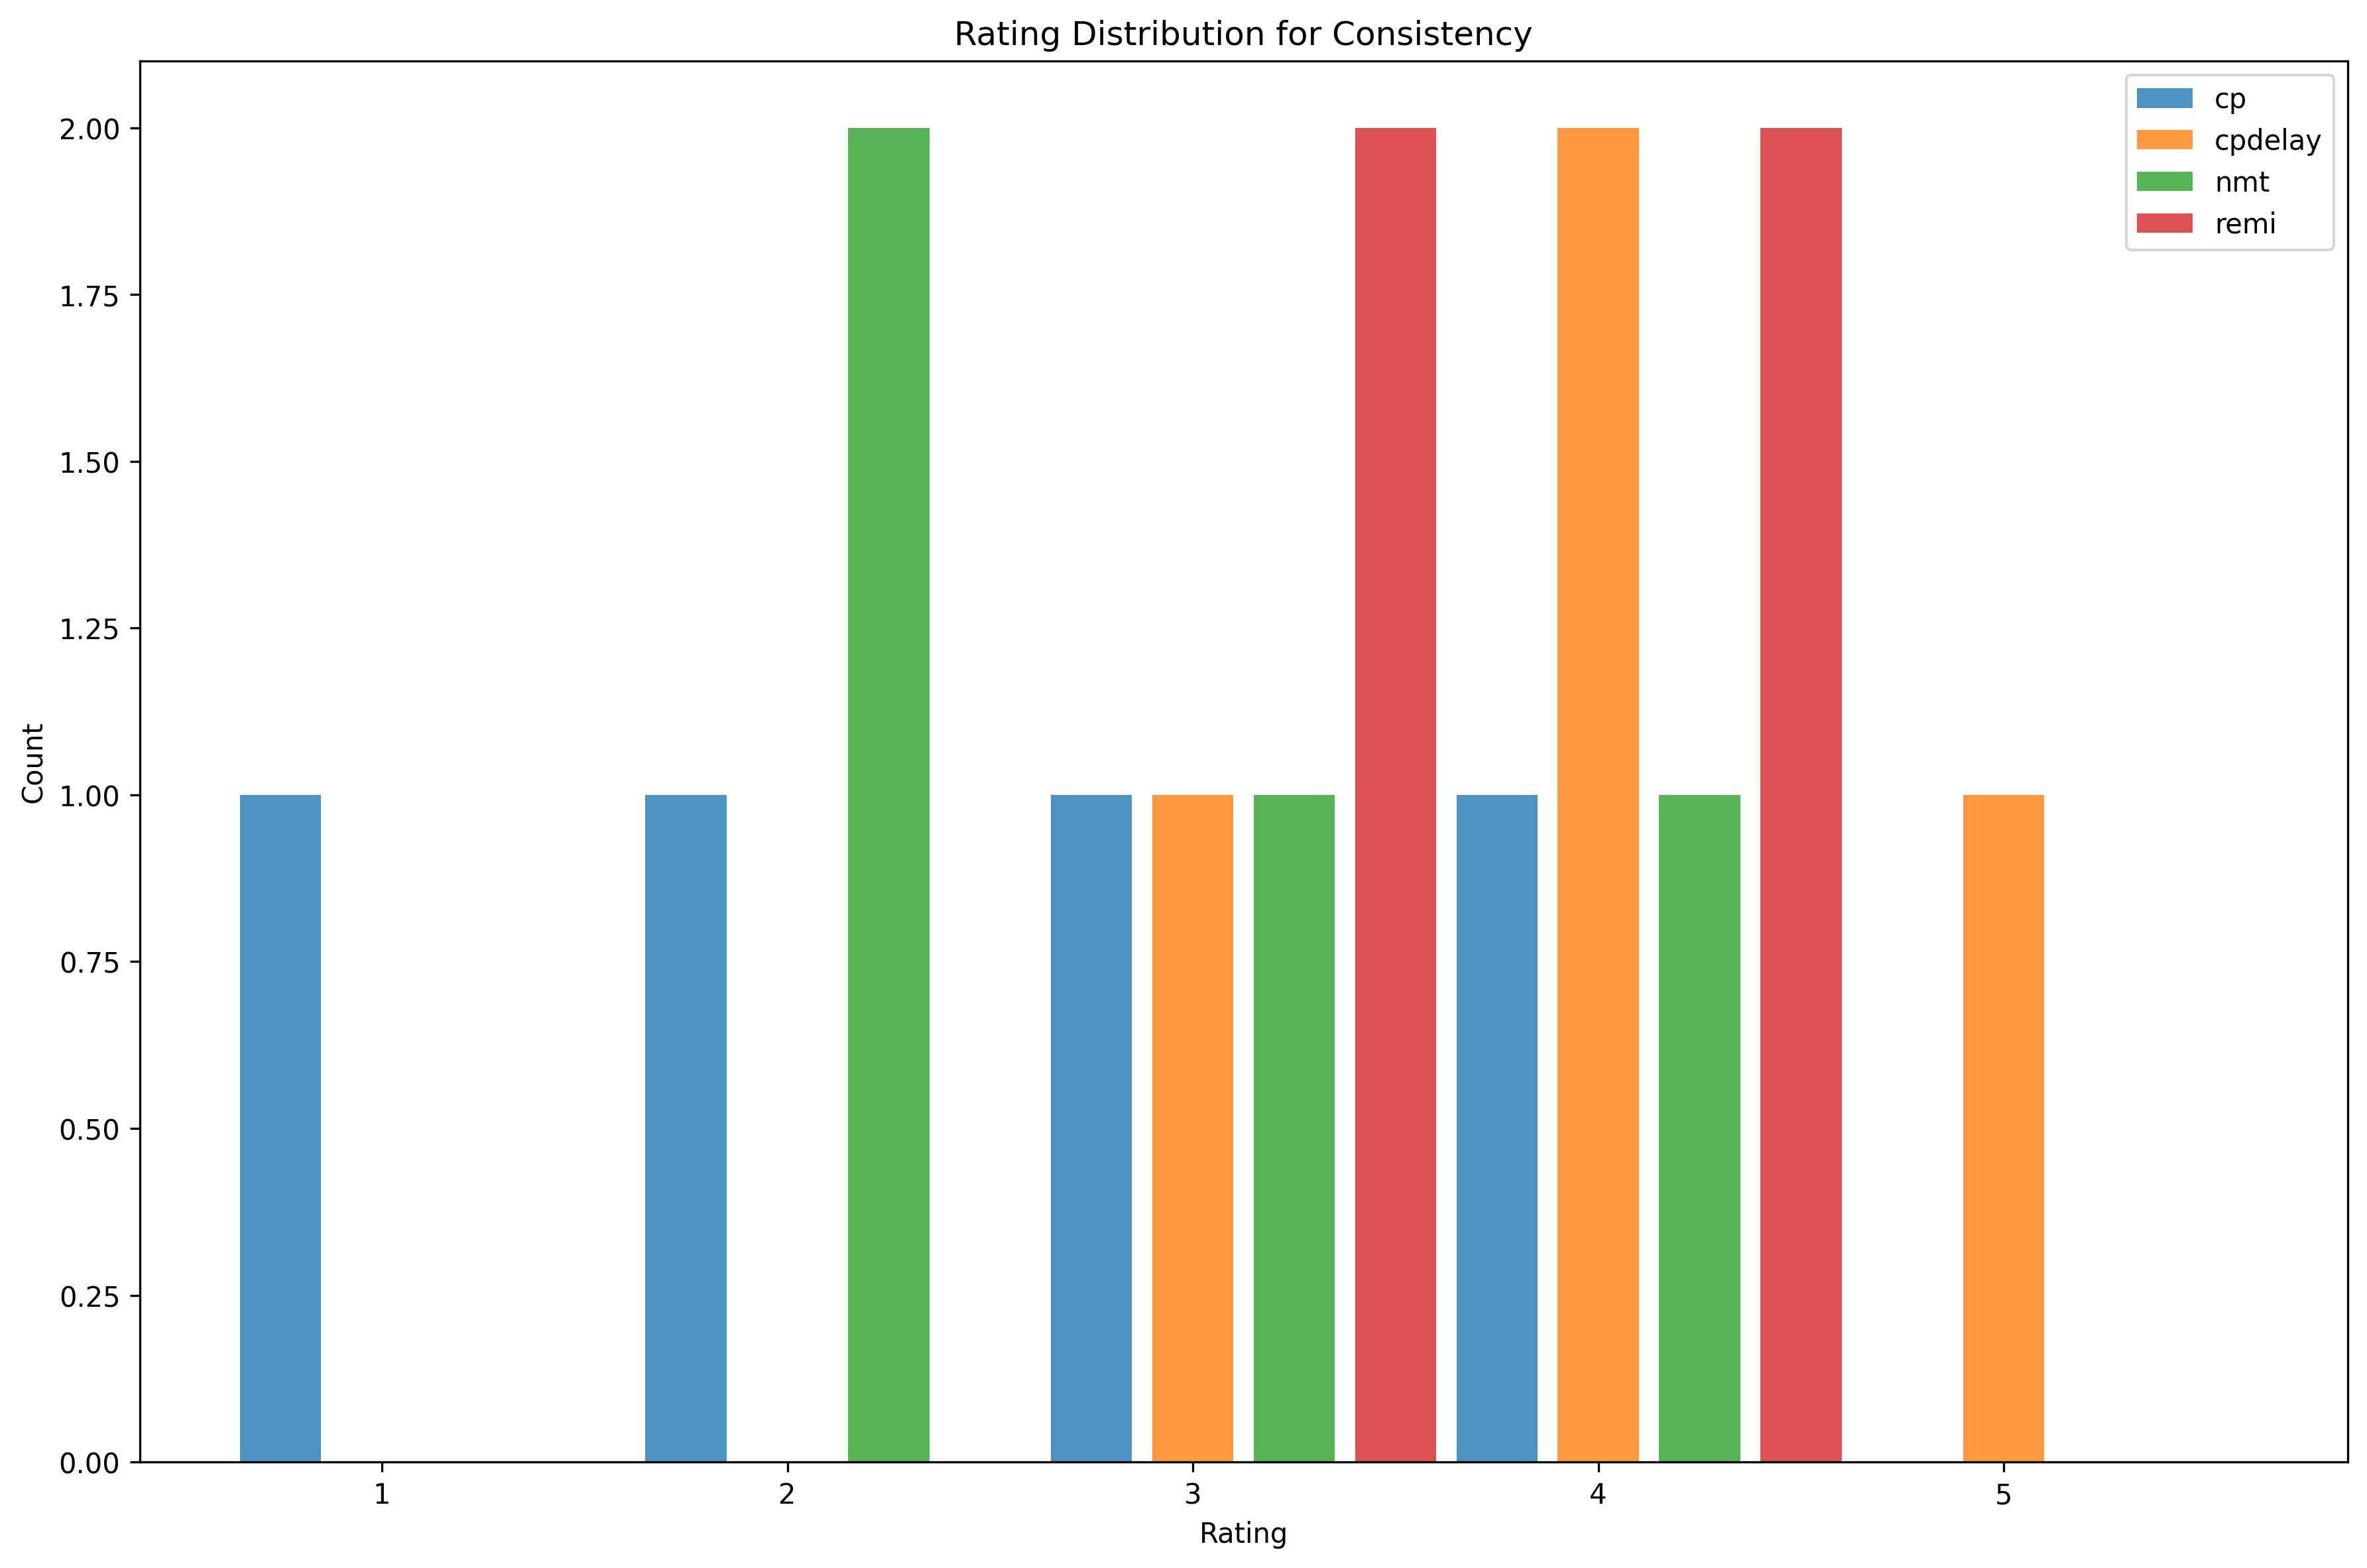 Rating Distribution for Consistency
cp
cpdelay
nmt
remi
2.00
1.75
1.50
1.25
1.00
0.75
0.50
0.25
0.00
Count
1 2 3 4 5
Rating